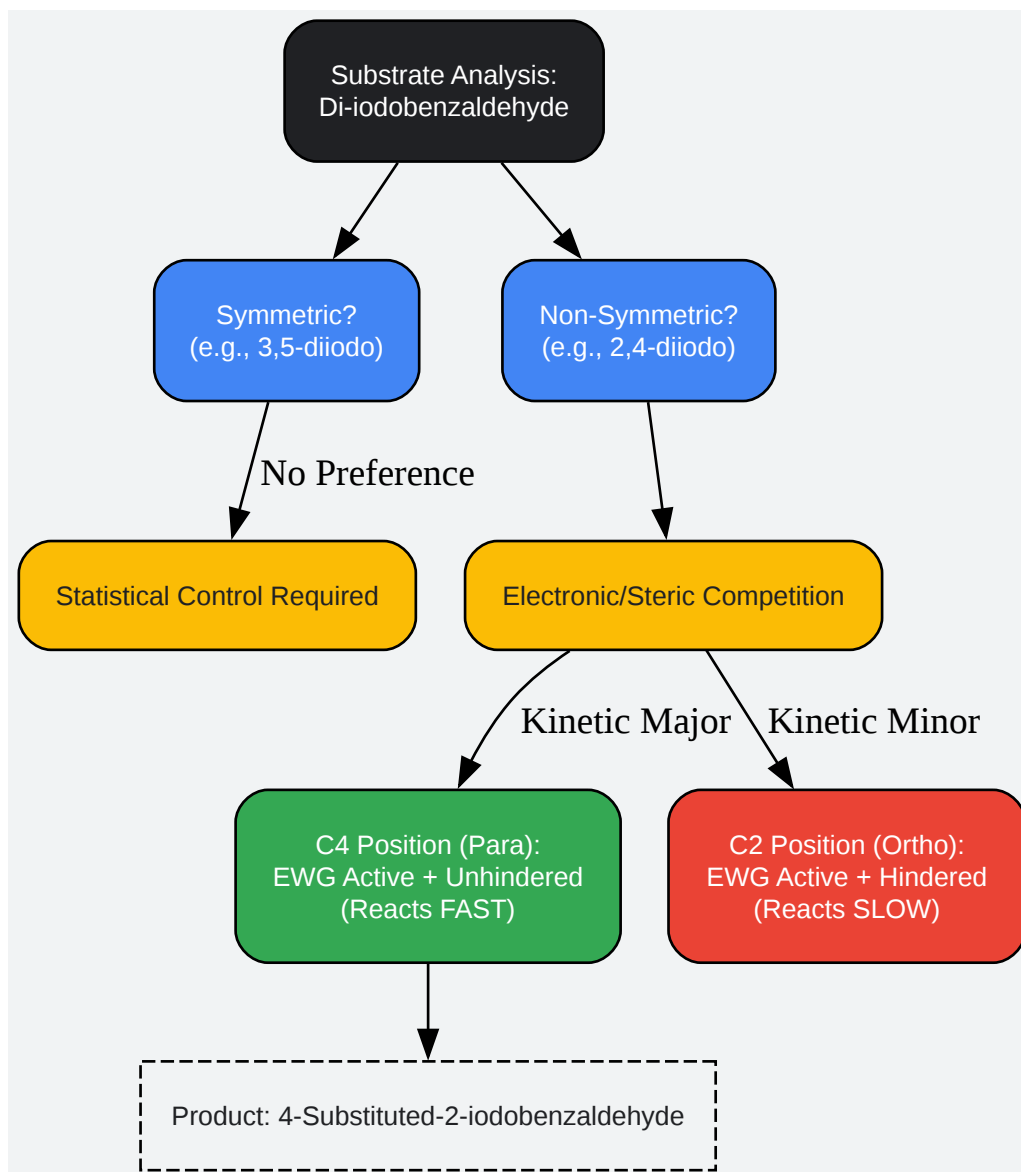 Substrate Analysis:
Di-iodobenzaldehyde
Symmetric?
(e.g., 3,5-diiodo)
Non-Symmetric?
(e.g., 2,4-diiodo)
No Preference
Statistical Control Required
Electronic/Steric Competition
Kinetic Major
Kinetic Minor
C4 Position (Para):
EWG Active + Unhindered
(Reacts FAST)
C2 Position (Ortho):
EWG Active + Hindered
(Reacts SLOW)
Product: 4-Substituted-2-iodobenzaldehyde